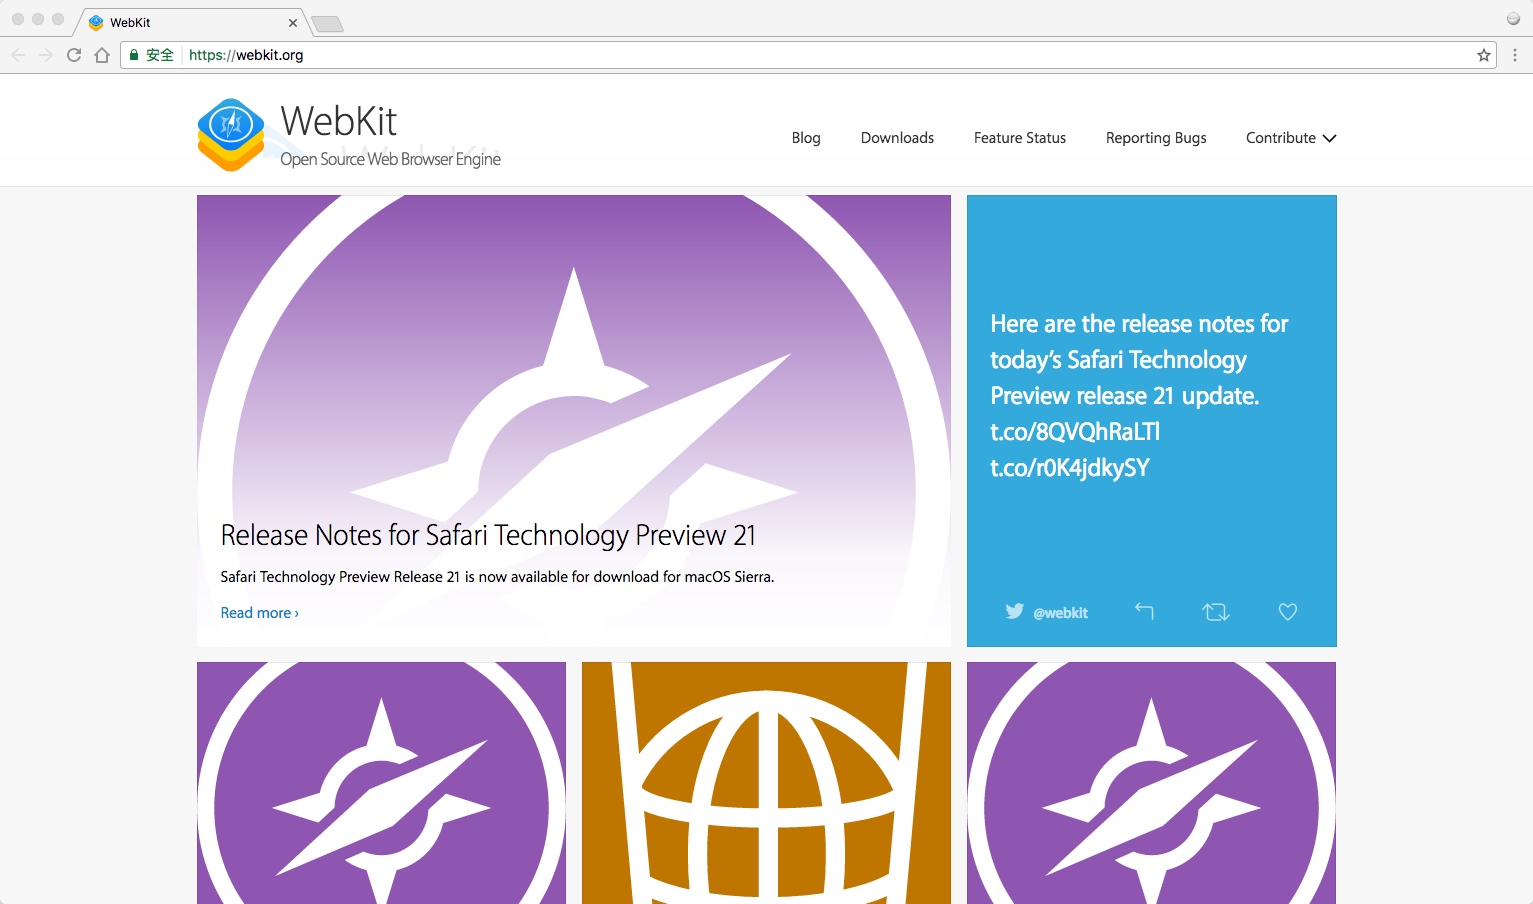 WebKit
安全 https://webkit.org
WebKit
Open Source Web Browser Engine
Blog Downloads Feature Status Reporting Bugs Contribute
Release Notes for Safari Technology Preview 21
Safari Technology Preview Release 21 is now available for download for macOS Sierra.
Read more ›
Here are the release notes for
today’s Safari Technology
Preview release 21 update.
t.co/8QVQhRaLTl
t.co/r0K4jdkySY
@webkit